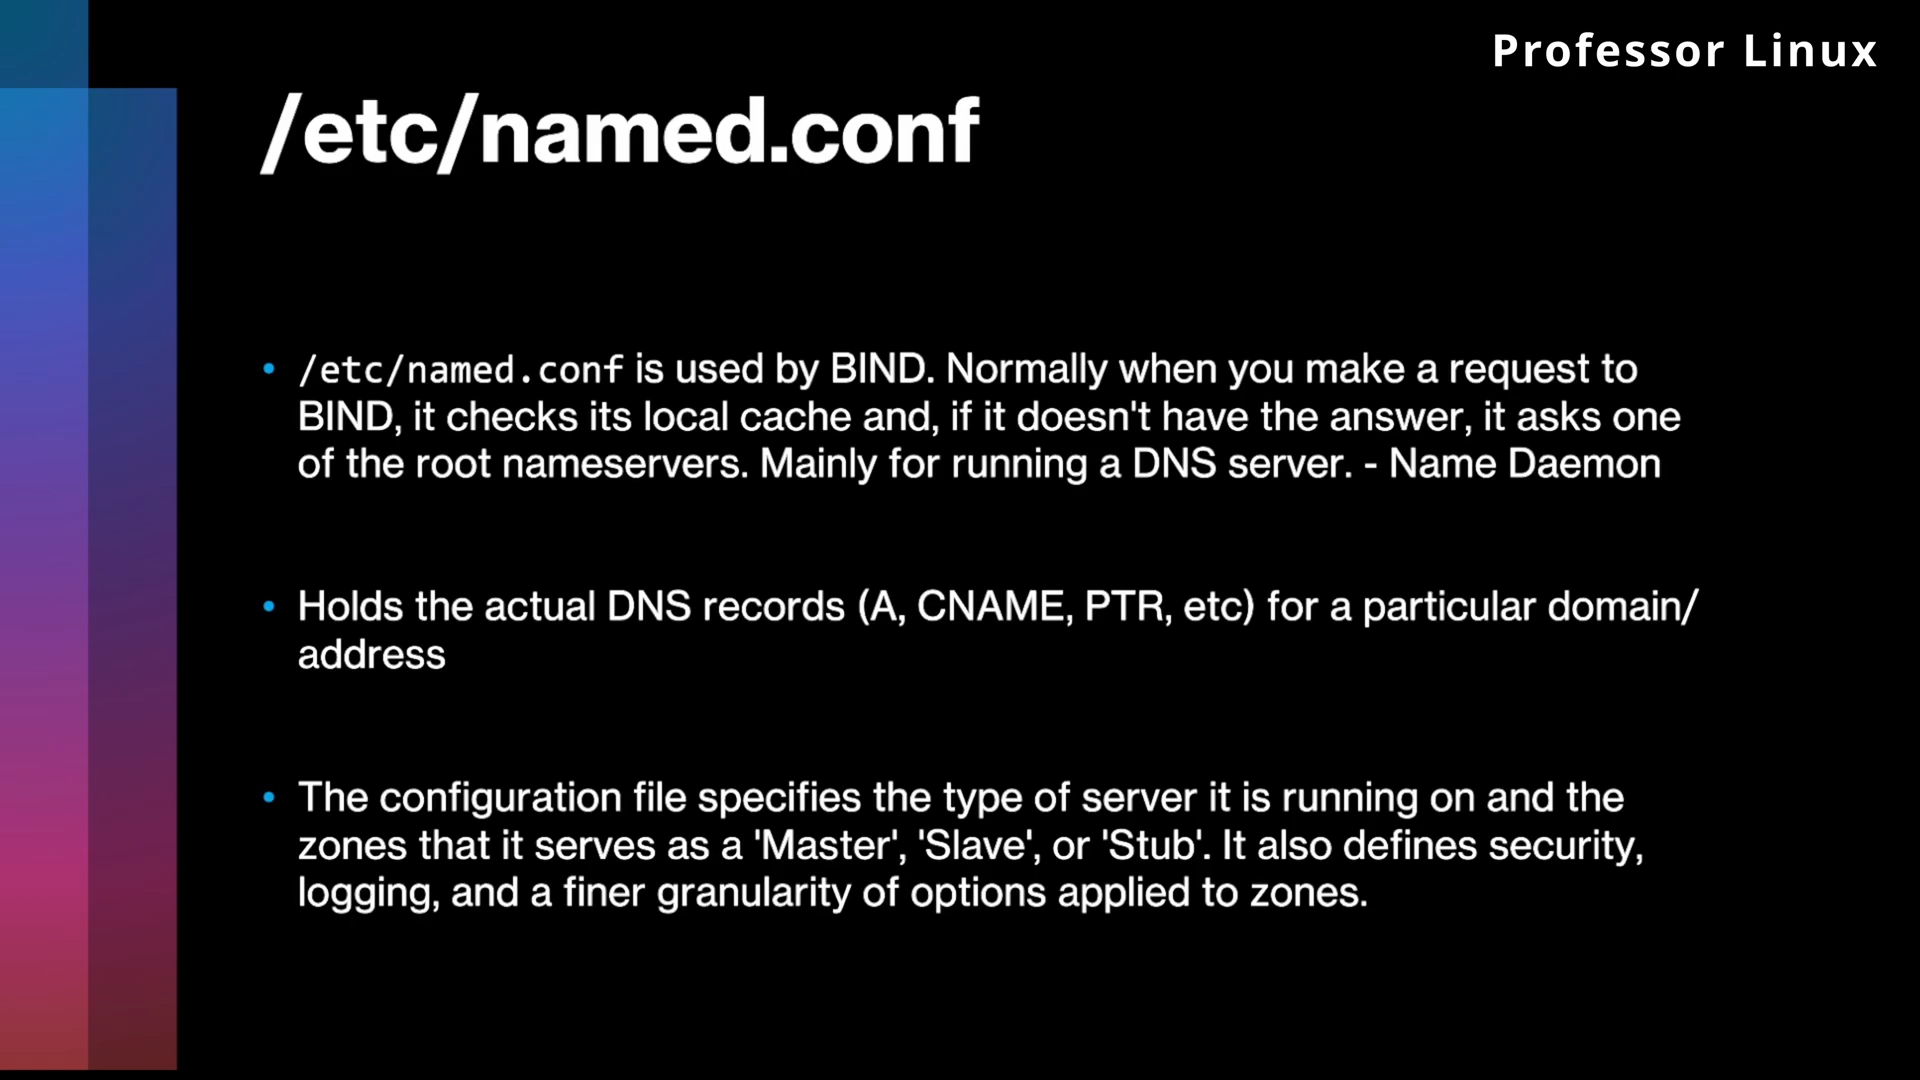 Professor Linux
/etc/named.conf
• /etc/named.conf is used by BIND. Normally when you make a request to
BIND, it checks its local cache and, if it doesn't have the answer, it asks one
of the root nameservers. Mainly for running a DNS server. - Name Daemon
• Holds the actual DNS records (A, CNAME, PTR, etc) for a particular domain/
address
• The configuration file specifies the type of server it is running on and the
zones that it serves as a 'Master', 'Slave', or 'Stub'. It also defines security,
logging, and a finer granularity of options applied to zones.